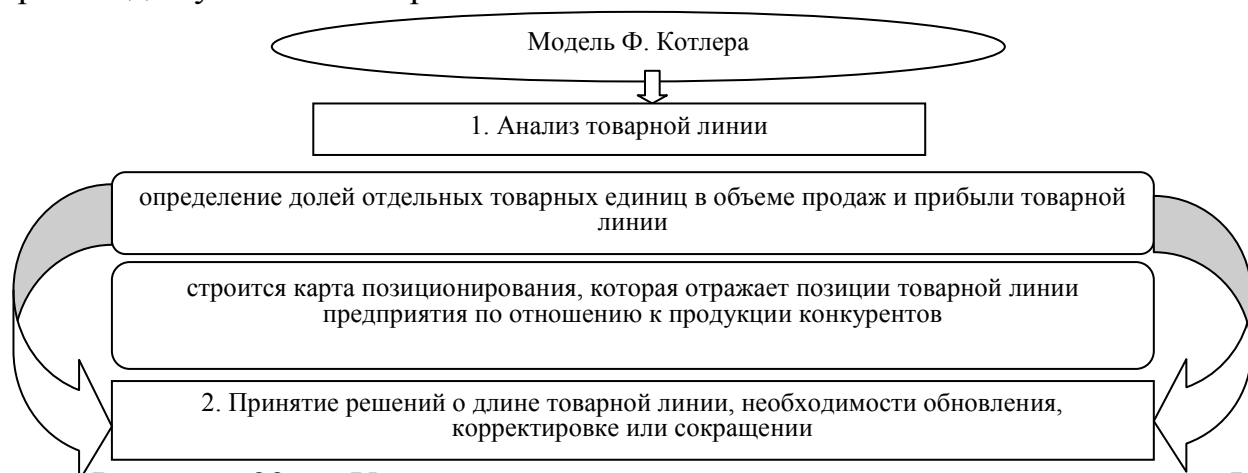 Модель Ф. Котлера
1. Анализ товарной линии
определение долей отдельных товарных единиц в объеме продаж и прибыли товарной
линии
строится карта позиционирования, которая отражает позиции товарной линии
предприятия по отношению к продукции конкурентов
2. Принятие решений о длине товарной линии, необходимости обновления,
корректировке или сокращении